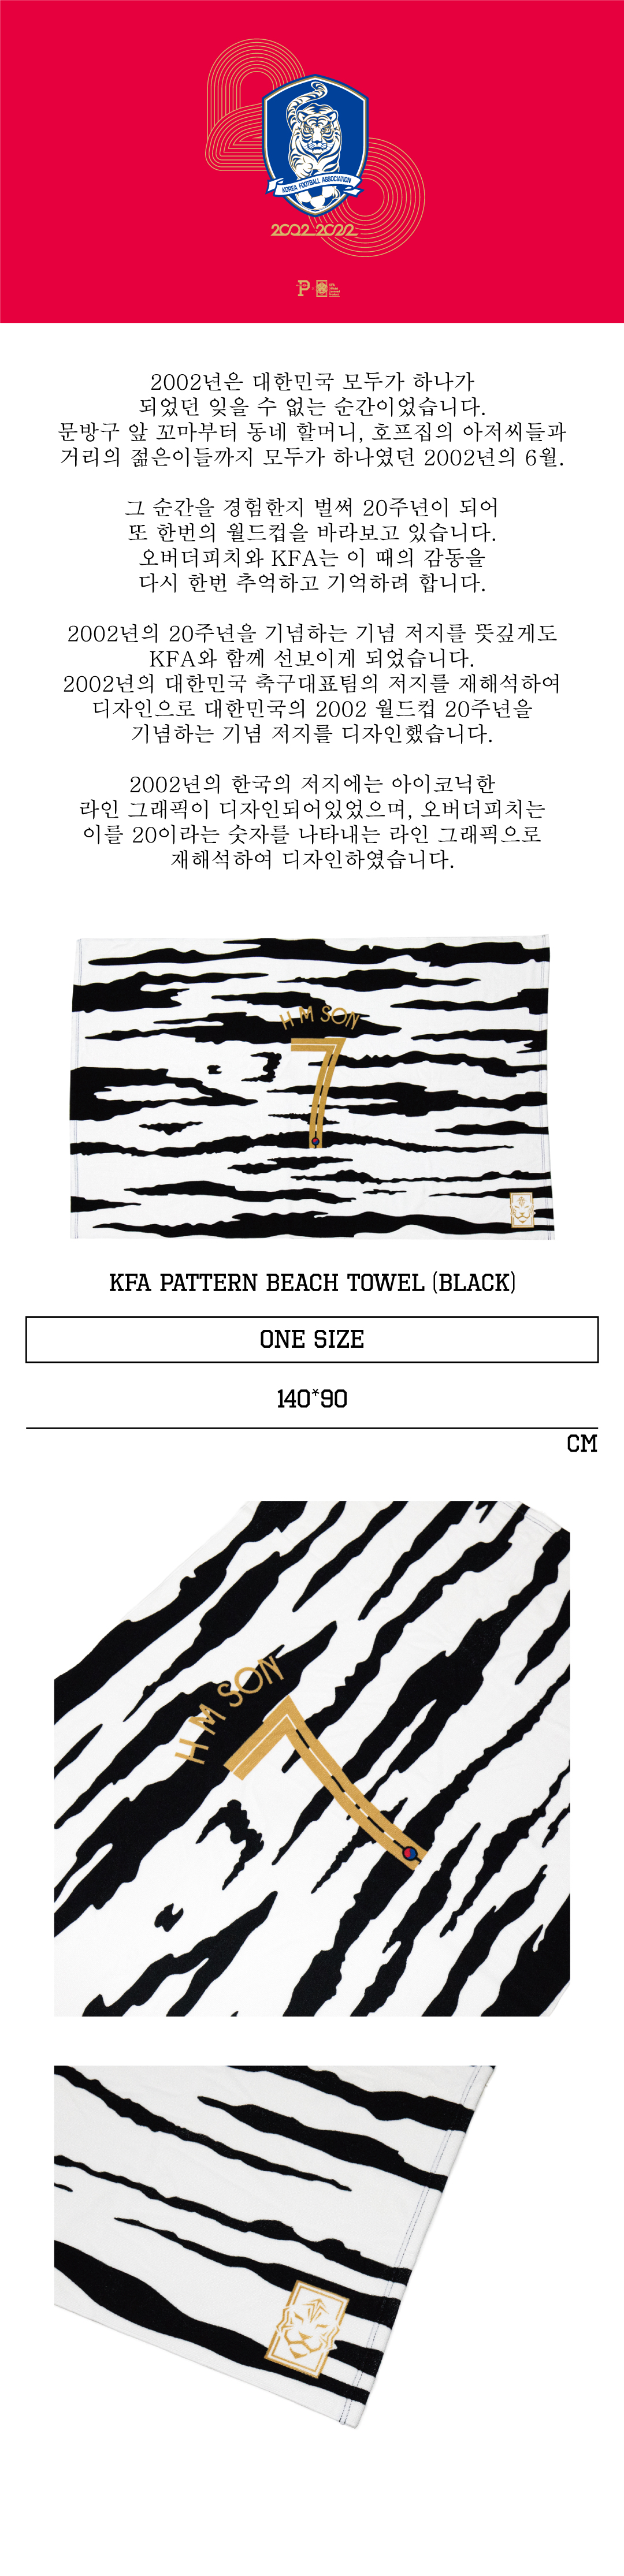 KOREA FOOTBALL ASSOCIATION
2002_2022
2002년은 대한민국 모두가 하나가
되었던 잊을 수 없는 순간이었습니다.
문방구 앞 꼬마부터 동네 할머니, 호프집의 아저씨들과
거리의 젊은이들까지 모두가 하나였던 2002년의 6월.
그 순간을 경험한지 벌써 20주년이 되어
또 한번의 월드컵을 바라보고 있습니다.
오버더피치와 KFA는 이 때의 감동을
다시 한번 추억하고 기억하려 합니다.
2002년의 20주년을 기념하는 기념 저지를 뜻깊게도
KFA와 함께 선보이게 되었습니다.
2002년의 대한민국 축구대표팀의 저지를 재해석하여
디자인으로 대한민국의 2002 월드컵 20주년을
기념하는 기념 저지를 디자인했습니다.
2002년의 한국의 저지에는 아이코닉한
라인 그래픽이 디자인되어있었으며, 오버더피치는
이를 20이라는 숫자를 나타내는 라인 그래픽으로
재해석하여 디자인하였습니다.
H M SON
7
KFA PATTERN BEACH TOWEL (BLACK)
ONE SIZE
140*90
CM
H M SON
7